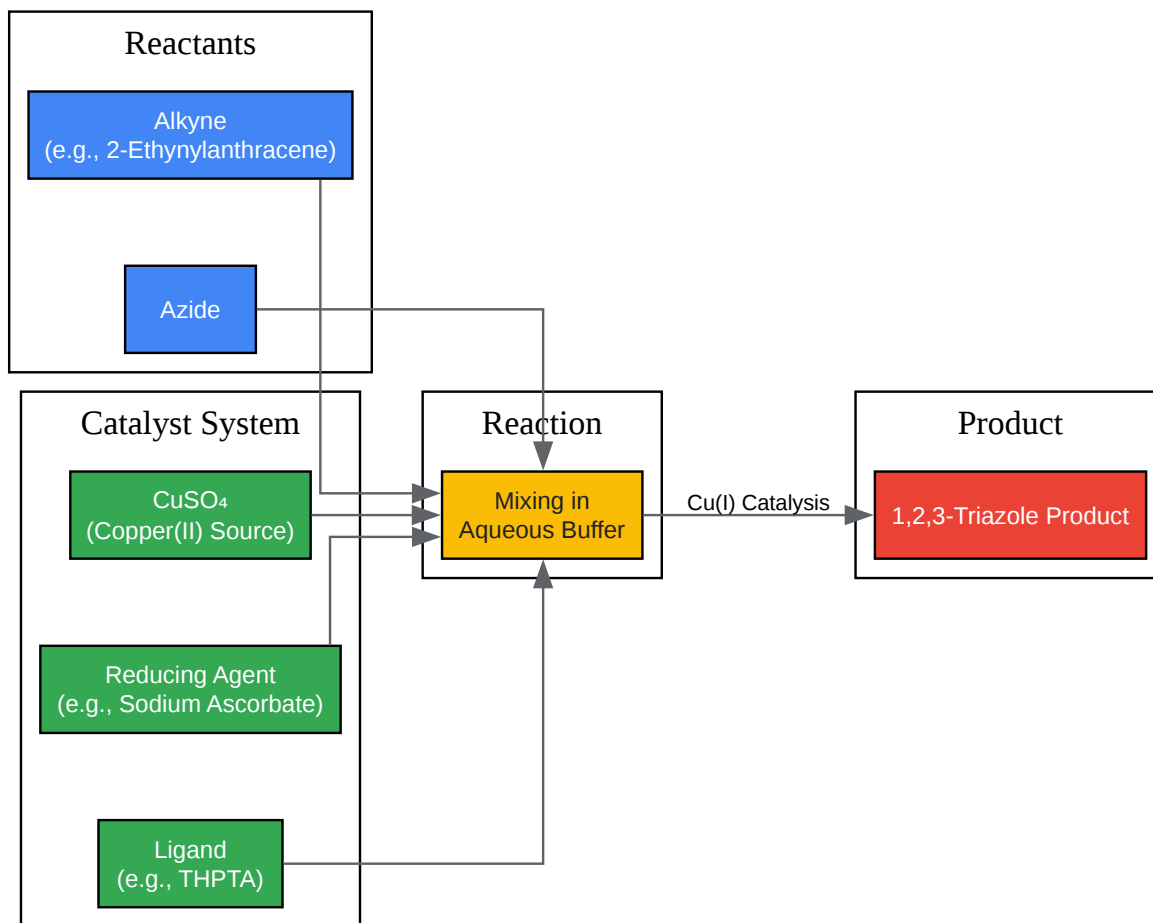 Reactants
Alkyne
(e.g., 2-Ethynylanthracene)
Azide
Catalyst System
CuSO₄
(Copper(II) Source)
Reducing Agent
(e.g., Sodium Ascorbate)
Ligand
(e.g., THPTA)
Reaction
Mixing in
Aqueous Buffer
Cu(I) Catalysis
Product
1,2,3-Triazole Product